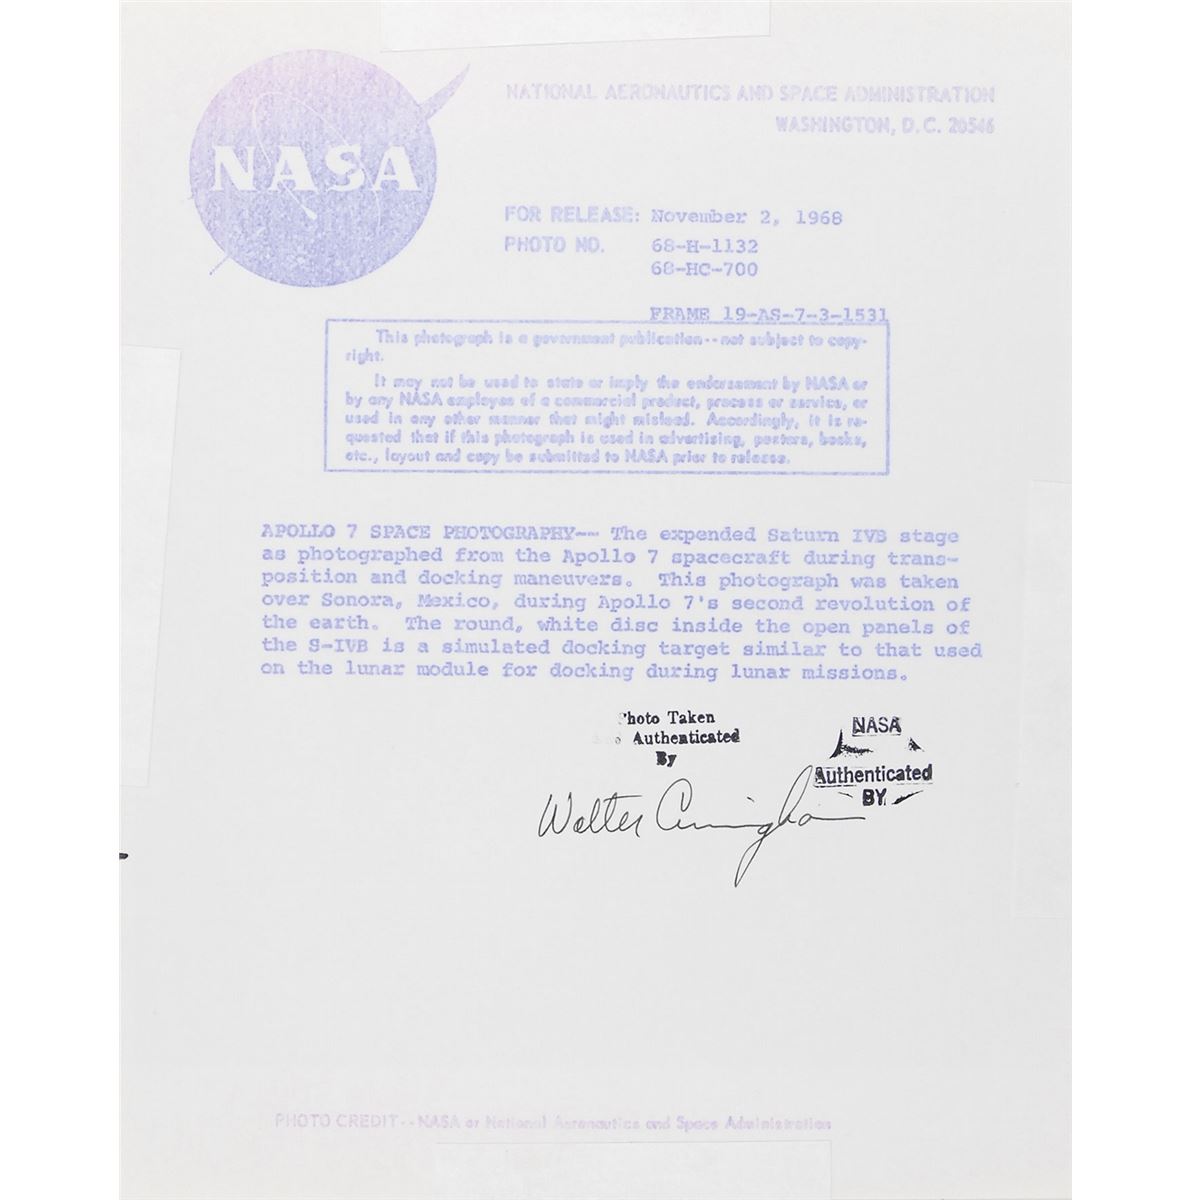 NASA
NATIONAL AERONAUTICS AND SPACE ADMINISTRATION
WASHINGTON, D.C. 20546
FOR RELEASE: November 2, 1968
PHOTO NO. 68-H-1132
68-HC-700
FRAME 19-AS-7-3-1531
This photograph is a government publication--not subject to copy-
right.
It may not be used to state or imply the endorsement by NASA or
by any NASA employee of a commercial product, process or service, or
used in any other manner that might mislead. Accordingly, it is re-
quested that if this photograph is used in advertising, posters, books,
etc., layout and copy be submitted to NASA prior to release.
APOLLO 7 SPACE PHOTOGRAPHY-- The expended Saturn IVB stage
as photographed from the Apollo 7 spacecraft during trans-
position and docking maneuvers. This photograph was taken
over Sonora, Mexico, during Apollo 7's second revolution of
the earth. The round, white disc inside the open panels of
the S-IVB is a simulated docking target similar to that used
on the lunar module for docking during lunar missions.
Photo Taken
Authenticated
By
NASA
Authenticated
BY
Walter Cunningham
PHOTO CREDIT--NASA or National Aeronautics and Space Administration